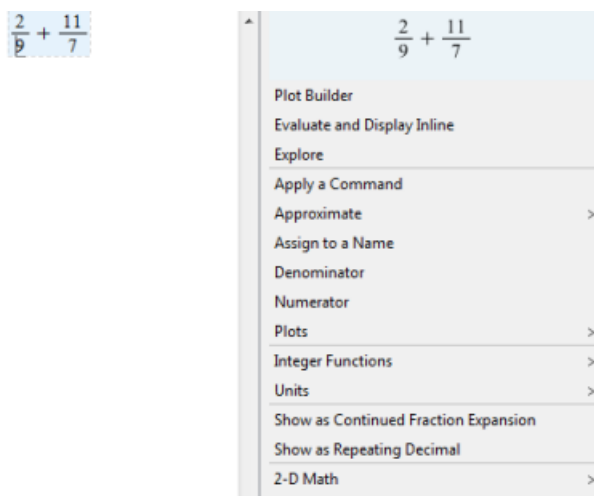 2/9 + 11/7
2/9 + 11/7
Plot Builder
Evaluate and Display Inline
Explore
Apply a Command
Approximate >
Assign to a Name
Denominator
Numerator
Plots >
Integer Functions >
Units >
Show as Continued Fraction Expansion
Show as Repeating Decimal
2-D Math >